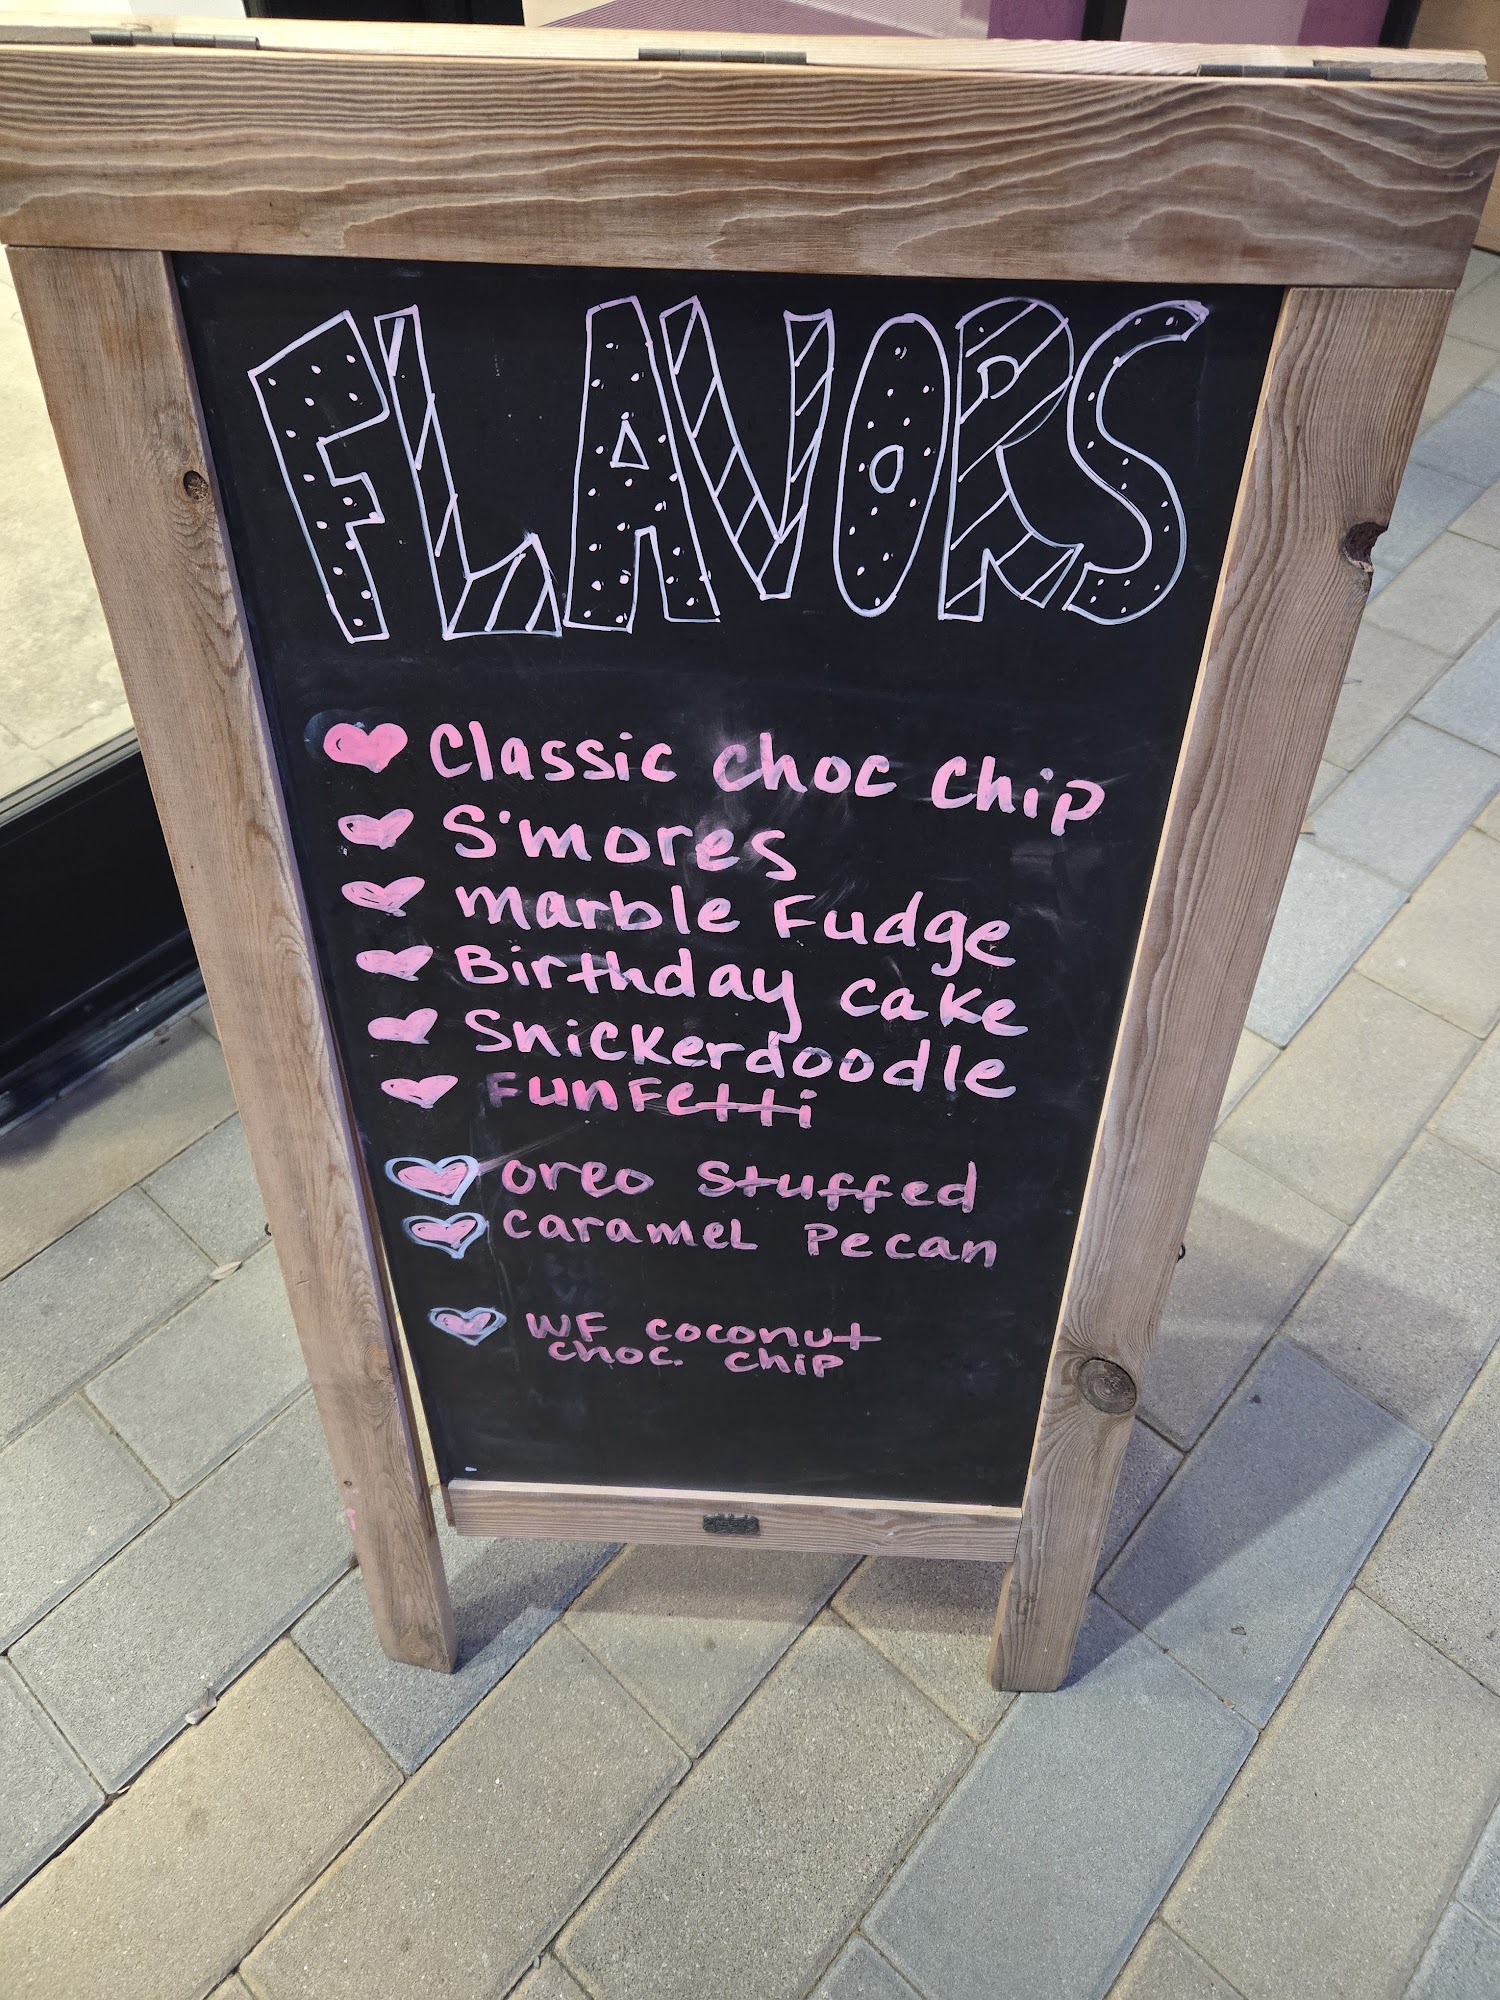 FLAVORS
Classic Choc Chip
S'mores
Marble Fudge
Birthday Cake
Snickerdoodle
Funfetti
Oreo Stuffed
Caramel Pecan
WF Coconut
Choc. Chip